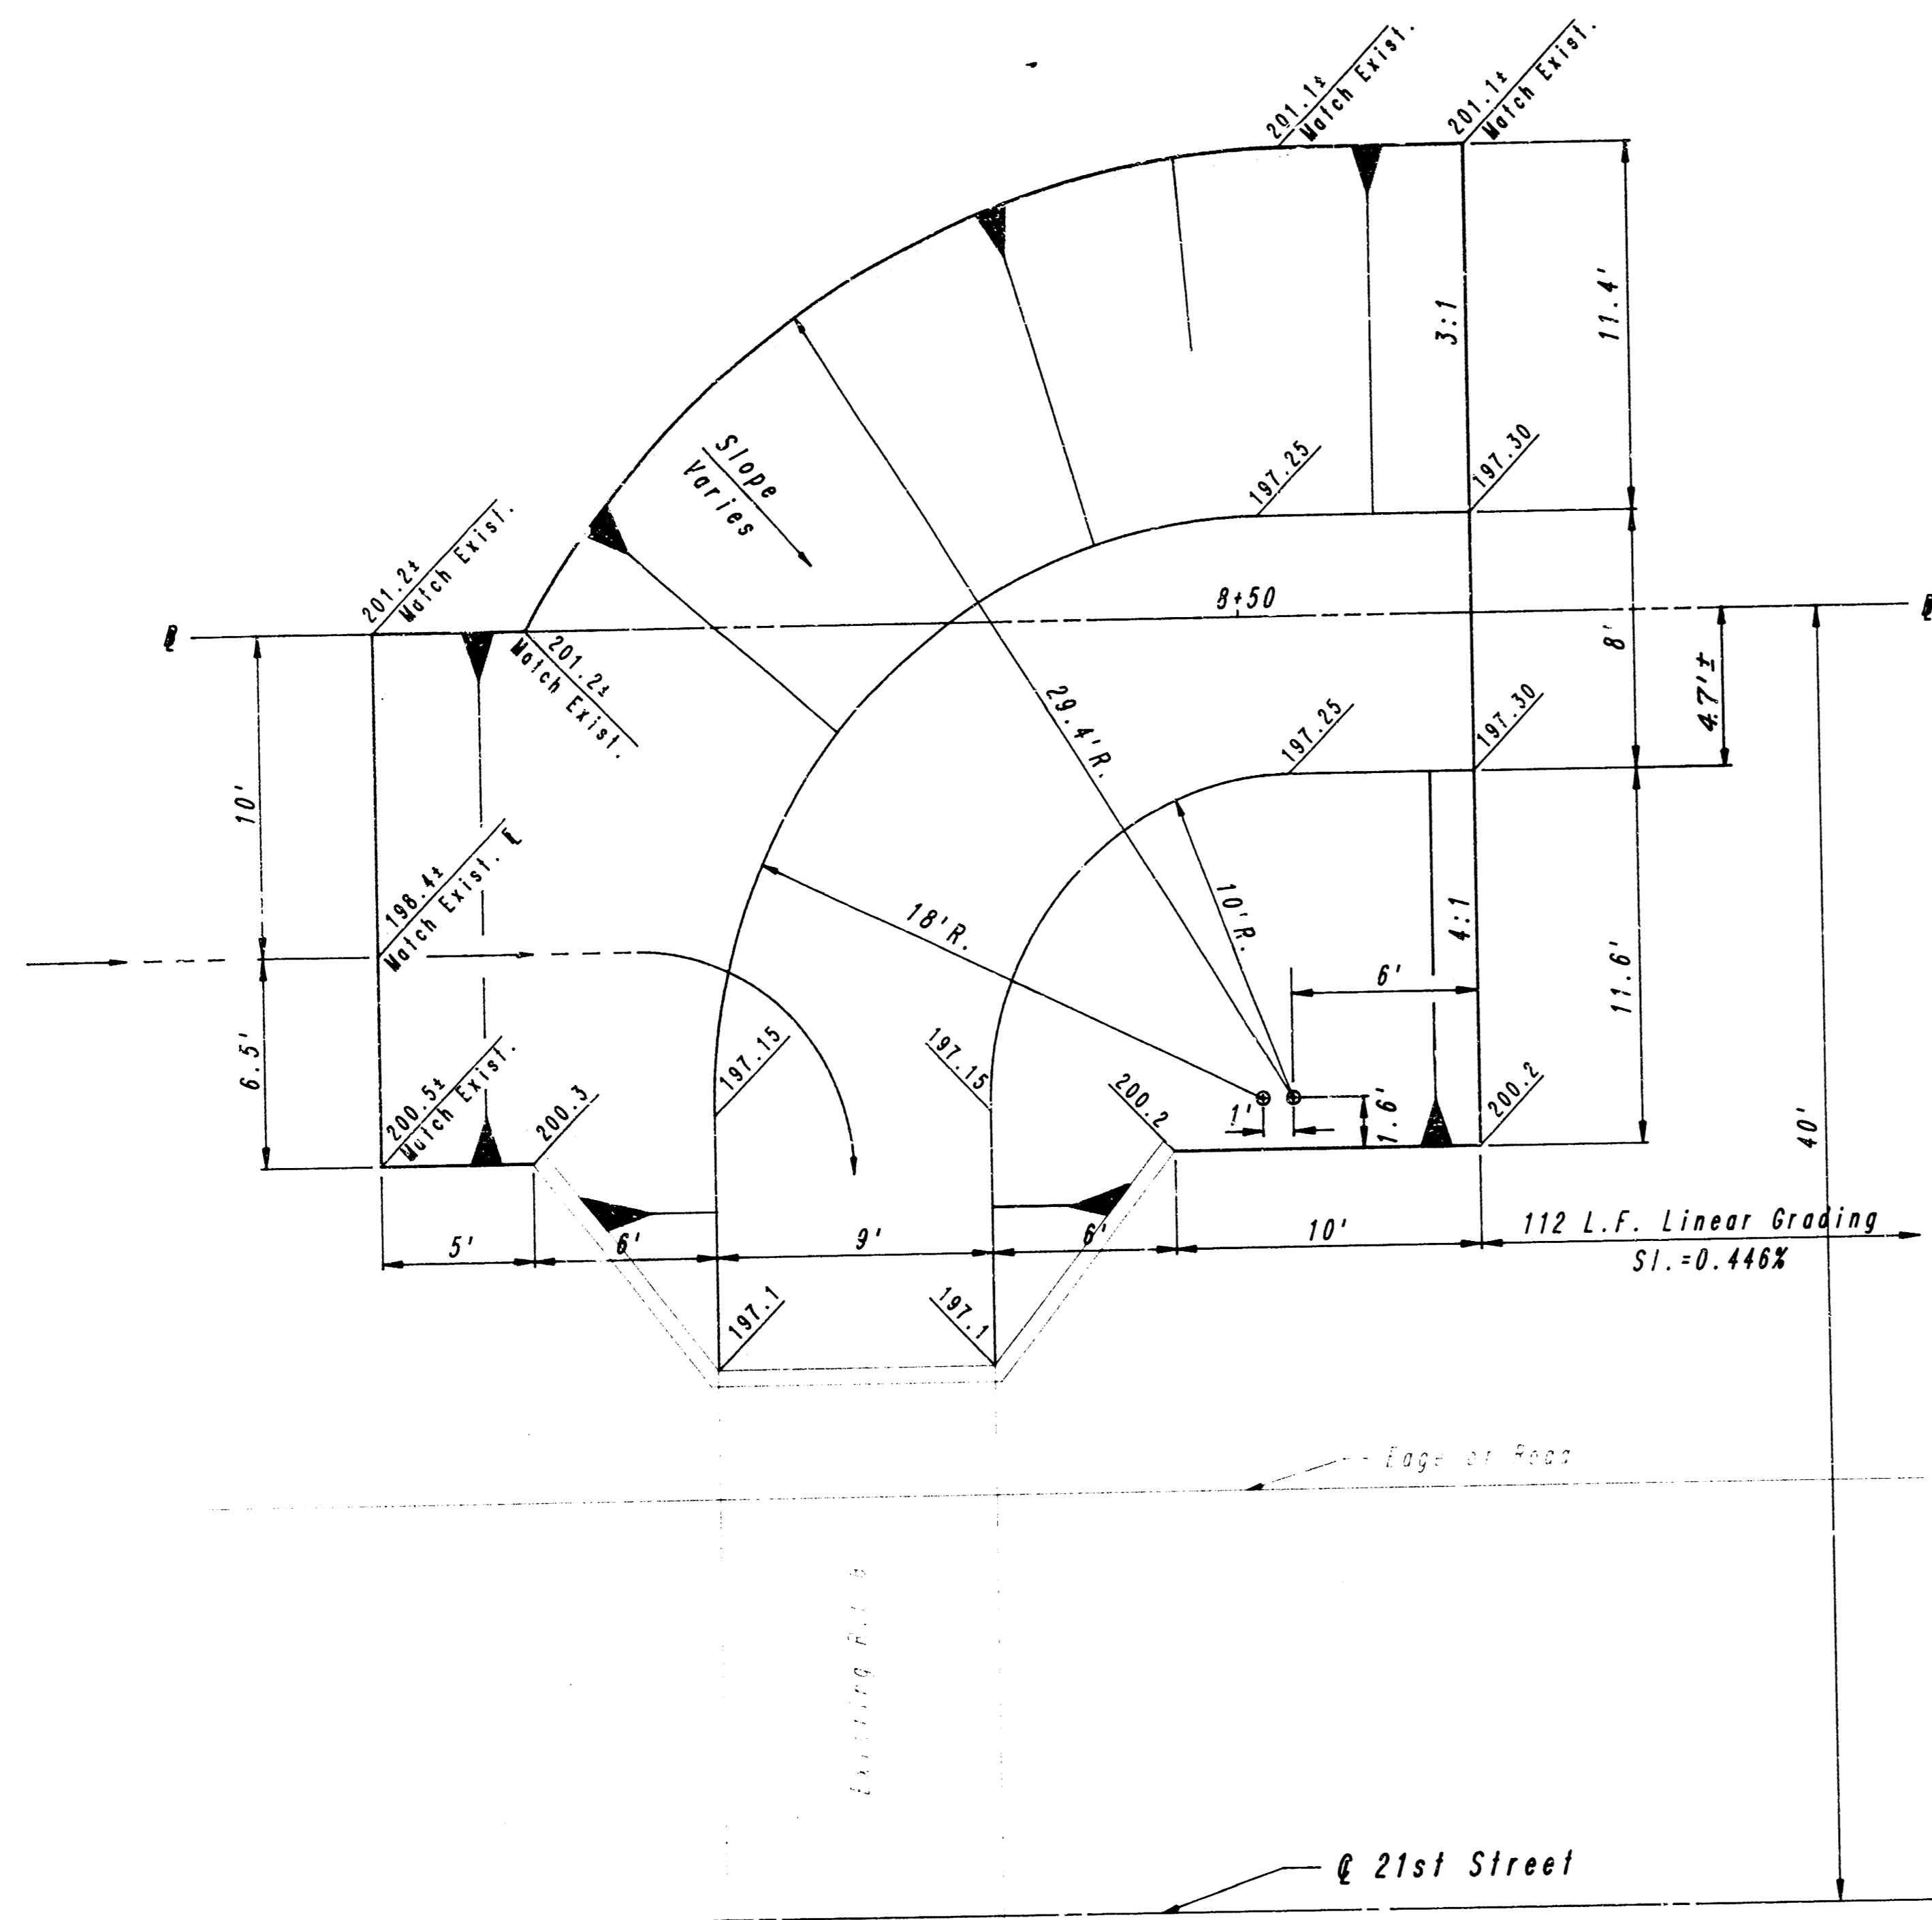 201.1±
Match Exist.
201.1±
Match Exist.
3:1
11.4'
Slope
Varies
197.25
197.30
201.2±
Match Exist.
8+50
201.2±
Match Exist.
8'
4.7'±
29.4'R.
197.25
197.30
10'
198.4±
Match Exist. ℄
18'R.
10'R.
4:1
6'
11.6'
6.5'
197.15
197.15
200.5±
Match Exist.
200.3
200.2
1'
1.6'
200.2
40'
5'
6'
9'
6'
10'
112 L.F. Linear Grading
Sl.=0.446%
197.1
197.1
Edge of Road
Existing
℄ 21st Street